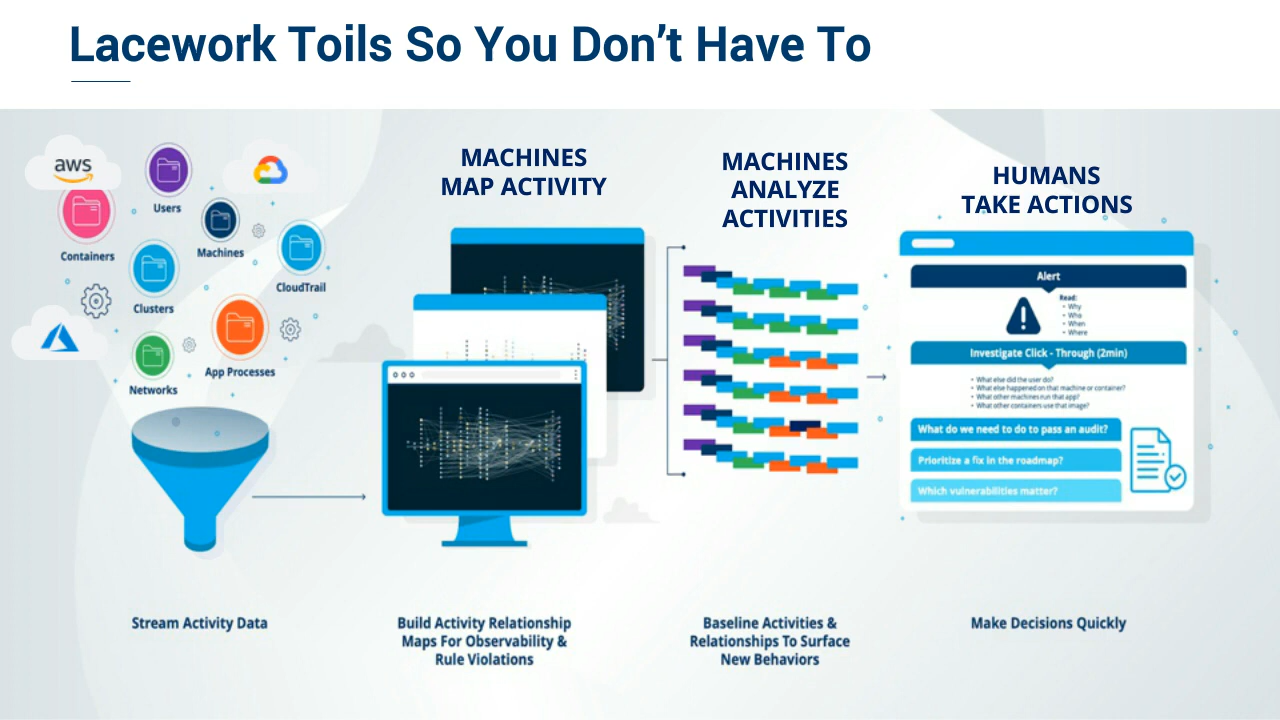 Lacework Toils So You Don't Have To
aws
Users
Containers
Machines
CloudTrail
Clusters
App Processes
Networks
MACHINES
MAP ACTIVITY
MACHINES
ANALYZE
ACTIVITIES
HUMANS
TAKE ACTIONS
Alert
Read:
• Why
• Who
• When
• Where
Investigate Click - Through (2min)
• What else did the user do?
• What else happened on that machine or container?
• What other machines run that app?
• What other containers use that image?
What do we need to do to pass an audit?
Prioritize a fix in the roadmap?
Which vulnerabilities matter?
Stream Activity Data
Build Activity Relationship
Maps For Observability &
Rule Violations
Baseline Activities &
Relationships To Surface
New Behaviors
Make Decisions Quickly